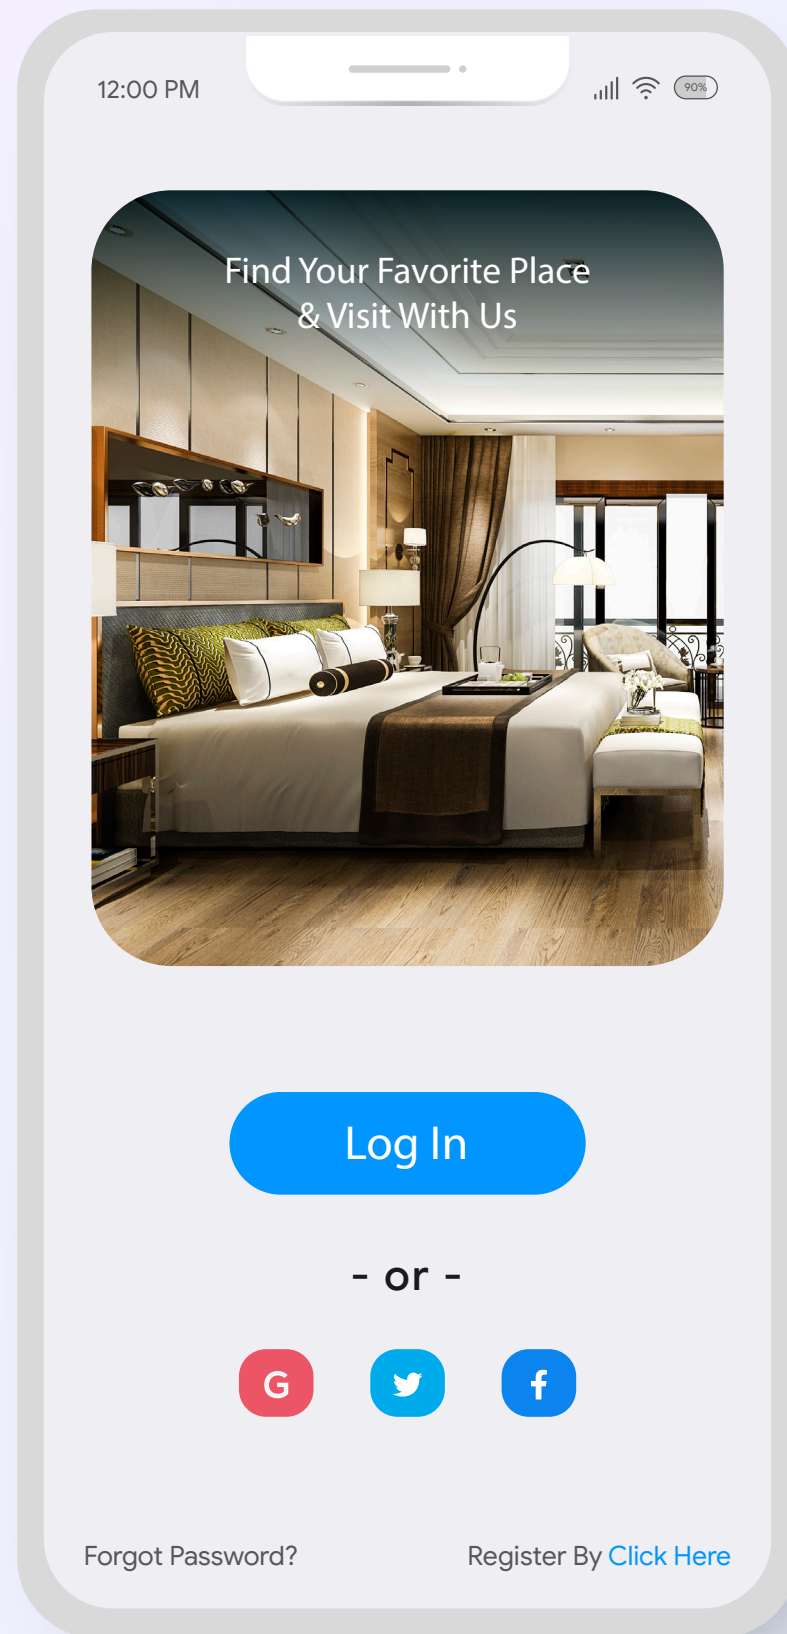 12:00 PM
90%
Find Your Favorite Place
& Visit With Us
Log In
- or -
G
f
Forgot Password?
Register By Click Here